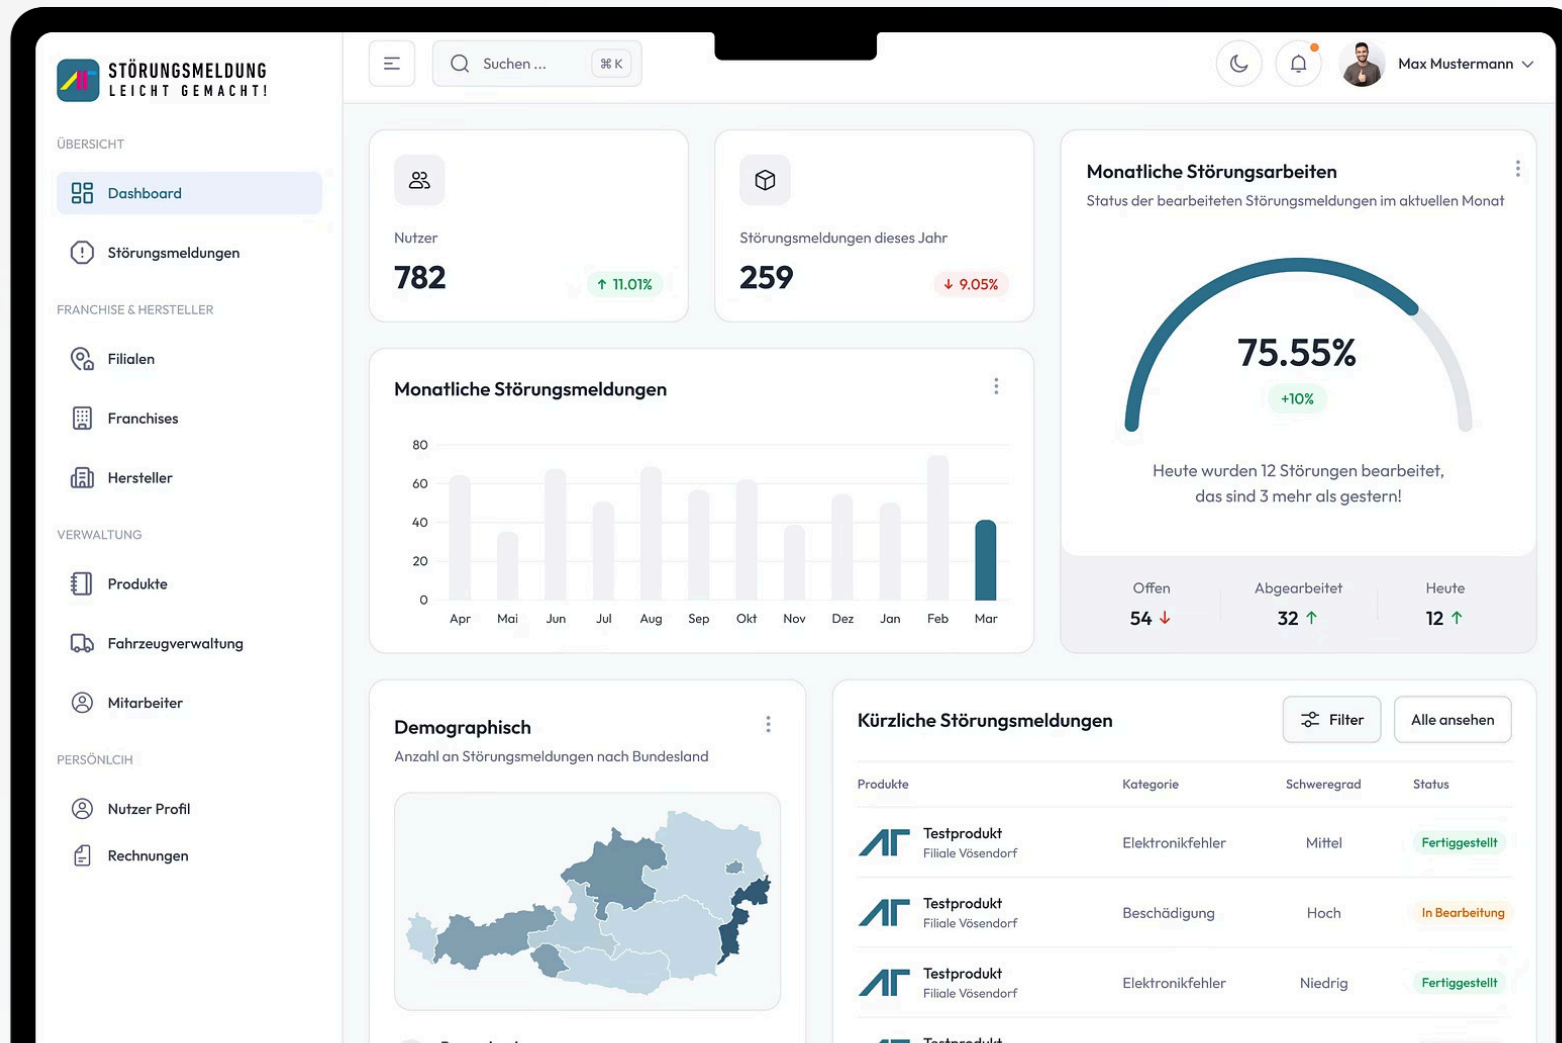 STÖRUNGSMELDUNG
LEICHT GEMACHT!
Suchen ...
⌘ K
Max Mustermann
ÜBERSICHT
Dashboard
Störungsmeldungen
FRANCHISE & HERSTELLER
Filialen
Franchises
Hersteller
VERWALTUNG
Produkte
Fahrzeugverwaltung
Mitarbeiter
PERSÖNLCIH
Nutzer Profil
Rechnungen
Nutzer
782
↑ 11.01%
Störungsmeldungen dieses Jahr
259
↓ 9.05%
Monatliche Störungsarbeiten
Status der bearbeiteten Störungsmeldungen im aktuellen Monat
75.55%
+10%
Heute wurden 12 Störungen bearbeitet,
das sind 3 mehr als gestern!
Offen
54 ↓
Abgearbeitet
32 ↑
Heute
12 ↑
Monatliche Störungsmeldungen
80
60
40
20
0
Apr Mai Jun Jul Aug Sep Okt Nov Dez Jan Feb Mar
Demographisch
Anzahl an Störungsmeldungen nach Bundesland
Kürzliche Störungsmeldungen
Filter
Alle ansehen
Produkte Kategorie Schweregrad Status
Testprodukt
Filiale Vösendorf
Elektronikfehler Mittel Fertiggestellt
Testprodukt
Filiale Vösendorf
Beschädigung Hoch In Bearbeitung
Testprodukt
Filiale Vösendorf
Elektronikfehler Niedrig Fertiggestellt
Testprodukt